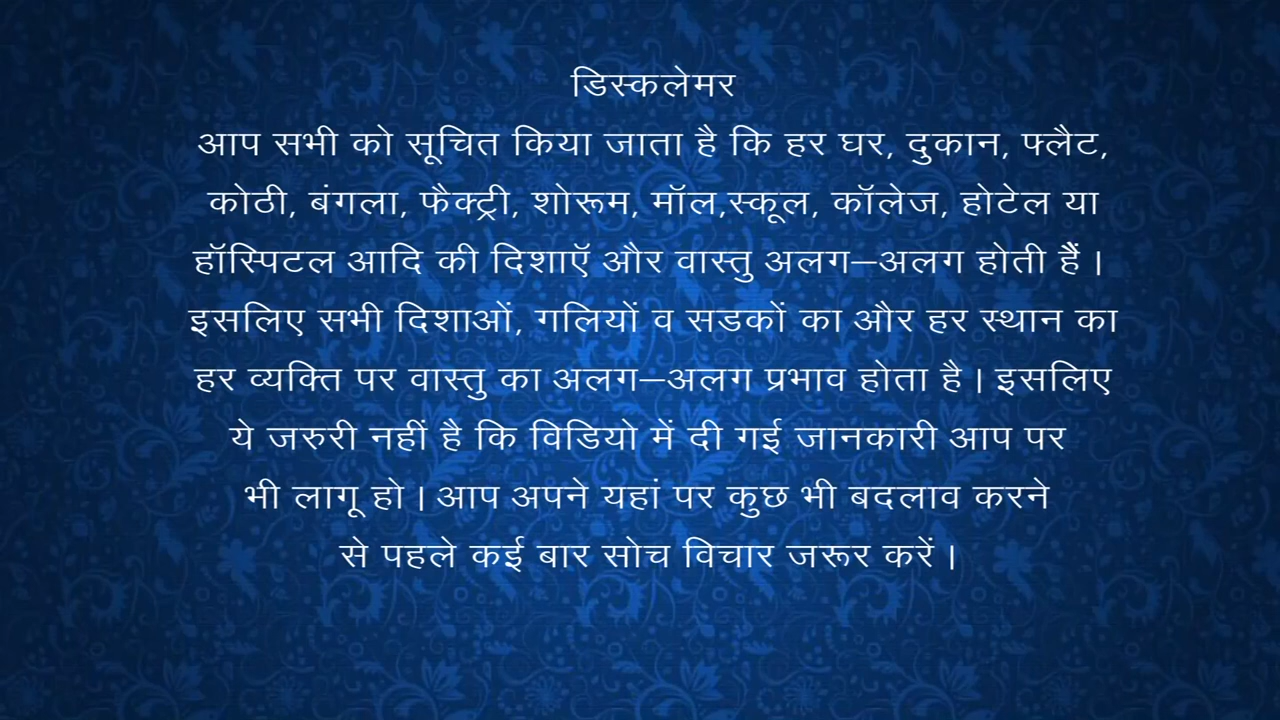 डिस्कलेमर
आप सभी को सूचित किया जाता है कि हर घर, दुकान, फ्लैट,
कोठी, बंगला, फैक्ट्री, शोरूम, मॉल,स्कूल, कॉलेज, होटेल या
हॉस्पिटल आदि की दिशाऍ और वास्तु अलग–अलग होती हैं ।
इसलिए सभी दिशाओं, गलियों व सडकों का और हर स्थान का
हर व्यक्ति पर वास्तु का अलग–अलग प्रभाव होता है । इसलिए
ये जरुरी नहीं है कि विडियो में दी गई जानकारी आप पर
भी लागू हो । आप अपने यहां पर कुछ भी बदलाव करने
से पहले कई बार सोच विचार जरूर करें ।